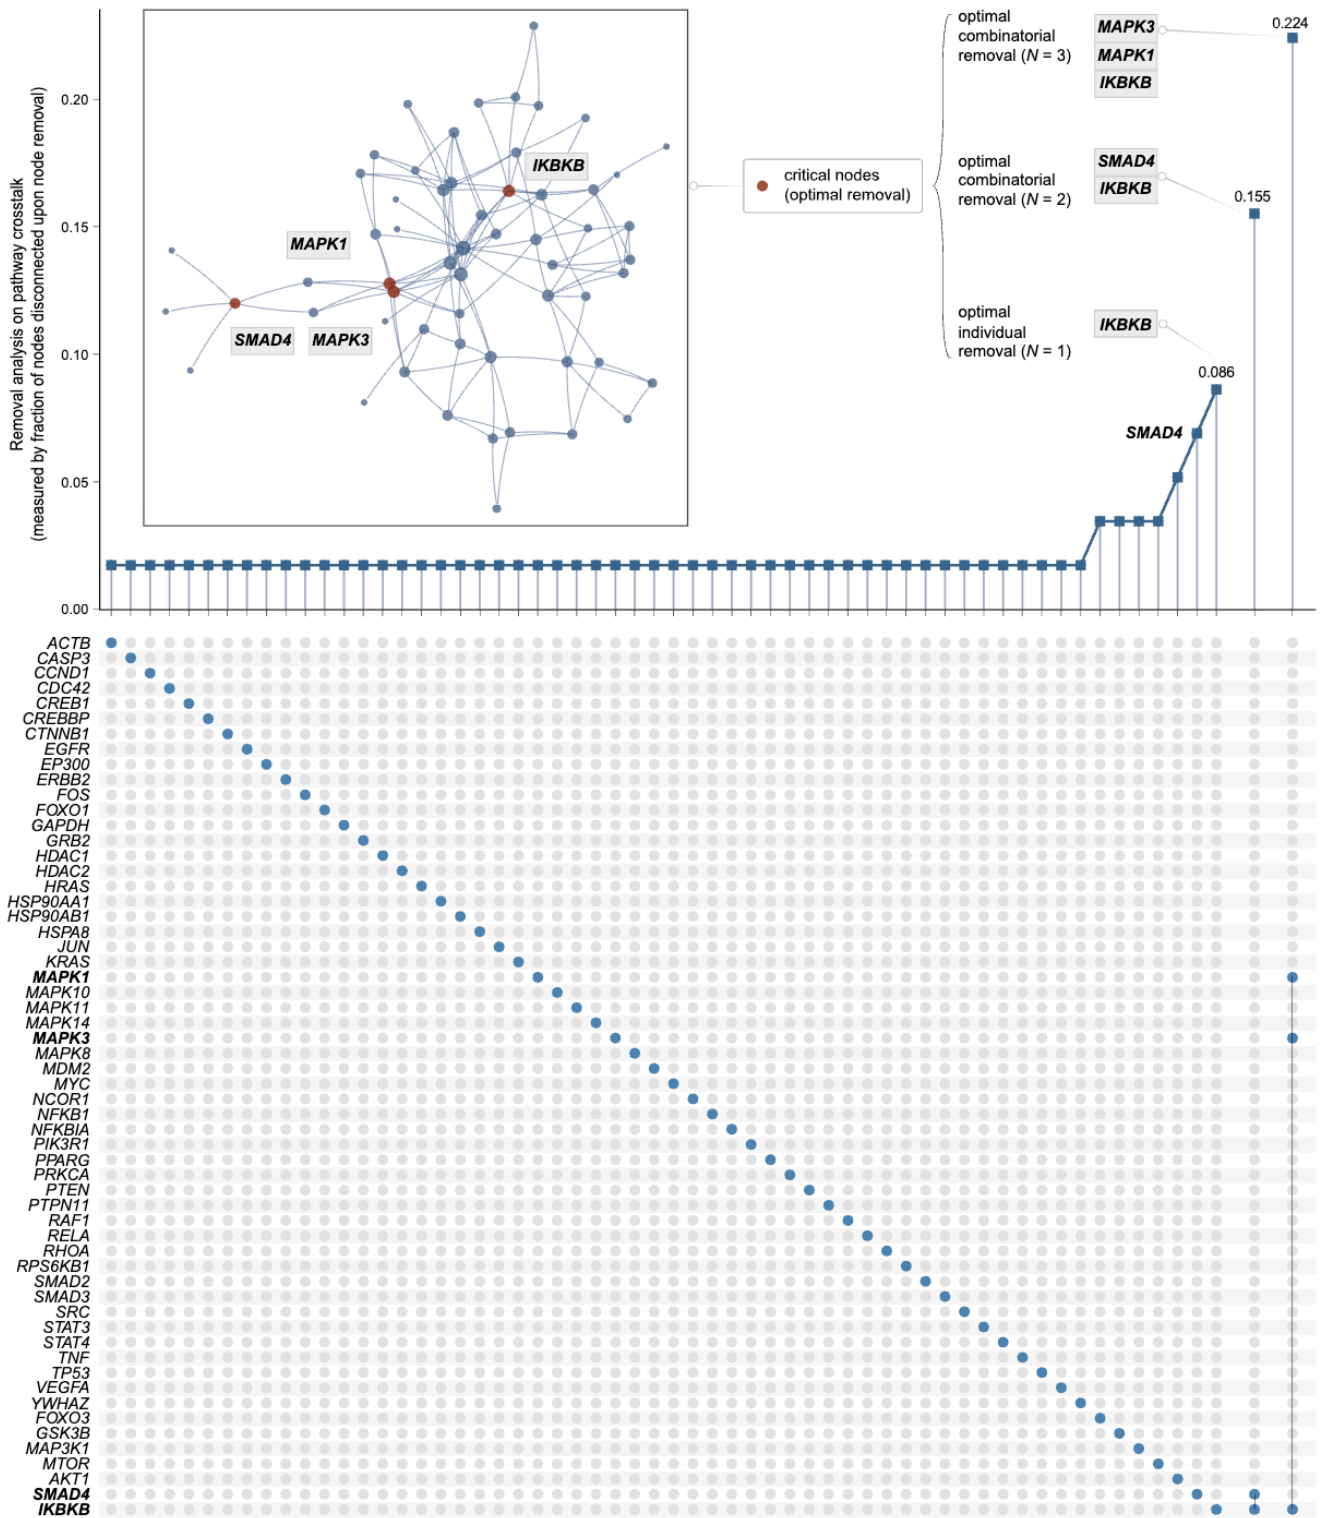 Removal analysis on pathway crosstalk
(measured by fraction of nodes disconnected upon node removal)
0.20
0.15
0.10
0.05
0.00
IKBKB
MAPK1
SMAD4
MAPK3
critical nodes
(optimal removal)
optimal
combinatorial
removal (N = 3)
MAPK3
MAPK1
IKBKB
0.224
optimal
combinatorial
removal (N = 2)
SMAD4
IKBKB
0.155
optimal
individual
removal (N = 1)
IKBKB
0.086
SMAD4
ACTB
CASP3
CCND1
CDC42
CREB1
CREBBP
CTNNB1
EGFR
EP300
ERBB2
FOS
FOXO1
GAPDH
GRB2
HDAC1
HDAC2
HRAS
HSP90AA1
HSP90AB1
HSPA8
JUN
KRAS
MAPK1
MAPK10
MAPK11
MAPK14
MAPK3
MAPK8
MDM2
MYC
NCOR1
NFKB1
NFKBIA
PIK3R1
PPARG
PRKCA
PTEN
PTPN11
RAF1
RELA
RHOA
RPS6KB1
SMAD2
SMAD3
SRC
STAT3
STAT4
TNF
TP53
VEGFA
YWHAZ
FOXO3
GSK3B
MAP3K1
MTOR
AKT1
SMAD4
IKBKB